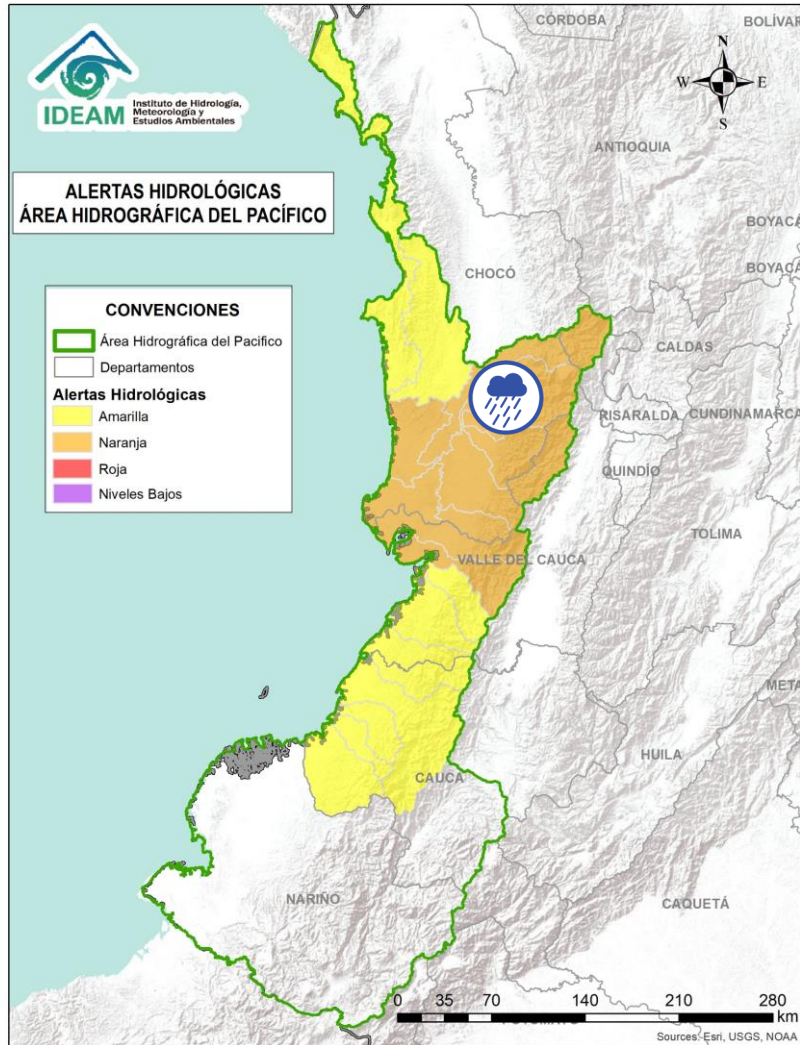 IDEAM
Instituto de Hidrología,
Meteorología y
Estudios Ambientales
ALERTAS HIDROLÓGICAS
ÁREA HIDROGRÁFICA DEL PACÍFICO
CONVENCIONES
Área Hidrográfica del Pacifico
Departamentos
Alertas Hidrológicas
Amarilla
Naranja
Roja
Niveles Bajos
CÓRDOBA
BOLÍVAR
N
W
E
S
ANTIOQUIA
BOYACÁ
CHOCÓ
BOYACÁ
CALDAS
RISARALDA
CUNDINAMARCA
QUINDÍO
TOLIMA
VALLE DEL CAUCA
META
HUILA
CAUCA
NARIÑO
CAQUETÁ
0 35 70 140 210 280
km
Sources: Esri, USGS, NOAA